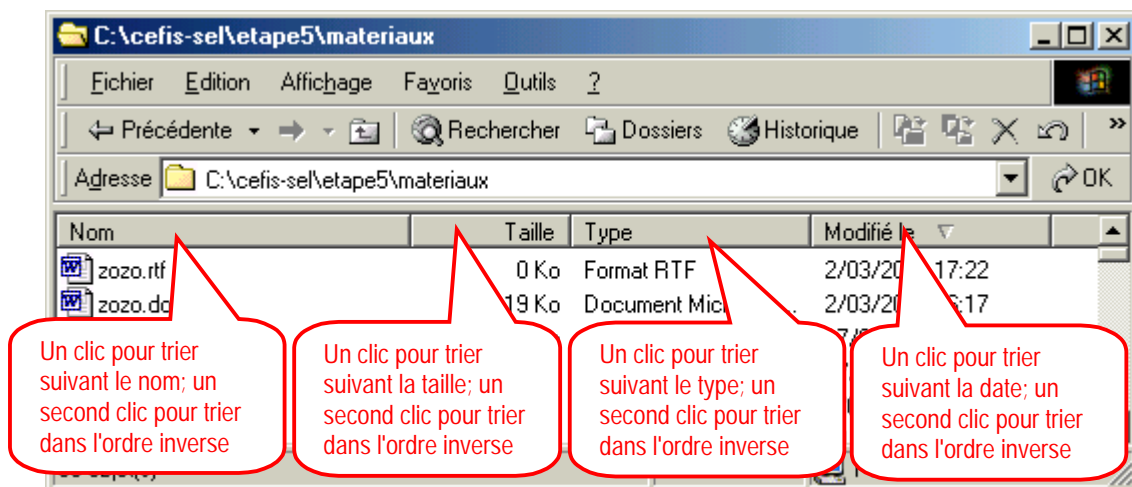 C:\cefis-sel\etape5\materiaux
Fichier Edition Affichage Favoris Outils ?
Précédente Rechercher Dossiers Historique »
Adresse C:\cefis-sel\etape5\materiaux OK
Nom Taille Type Modifié le
zozo.rtf 0 Ko Format RTF 17:22
19 Ko Document
Un clic pour trier
suivant le nom; un
second clic pour trier
dans l'ordre inverse
Un clic pour trier
suivant la taille; un
second clic pour trier
dans l'ordre inverse
Un clic pour trier
suivant le type; un
second clic pour trier
dans l'ordre inverse
Un clic pour trier
suivant la date; un
second clic pour trier
dans l'ordre inverse